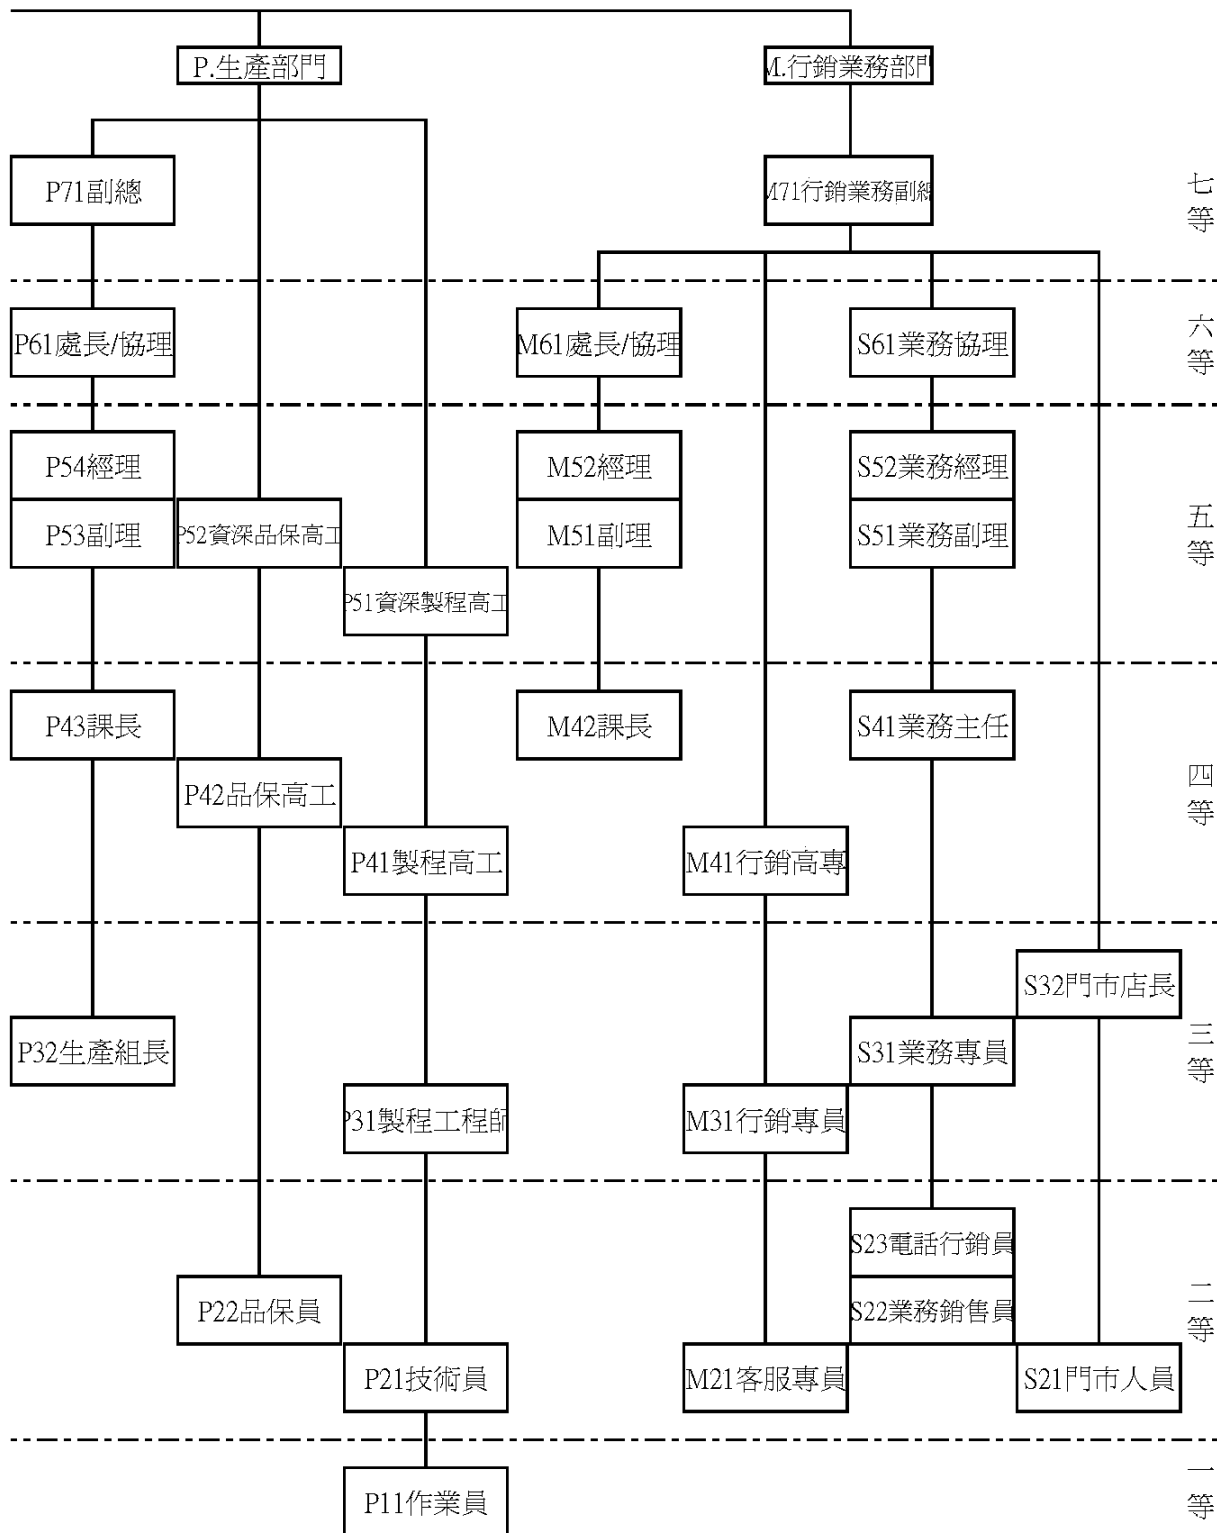 P.生產部門
M.行銷業務部門
P71副總
M71行銷業務副總
七等
P61處長/協理
M61處長/協理
S61業務協理
六等
P54經理
M52經理
S52業務經理
P53副理
P52資深品保高工
M51副理
S51業務副理
五等
P51資深製程高工
P43課長
M42課長
S41業務主任
P42品保高工
四等
P41製程高工
M41行銷高專
S32門市店長
P32生產組長
S31業務專員
三等
P31製程工程師
M31行銷專員
S23電話行銷員
P22品保員
S22業務銷售員
二等
P21技術員
M21客服專員
S21門市人員
P11作業員
一等